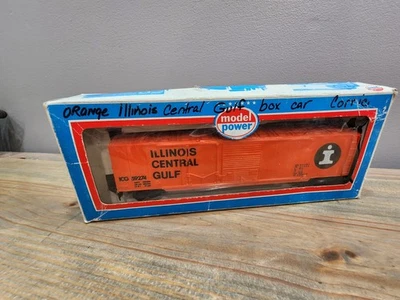 Orange Illinois Central Gulf box car
model
power
ILLINOIS
CENTRAL
GULF
ICG
i